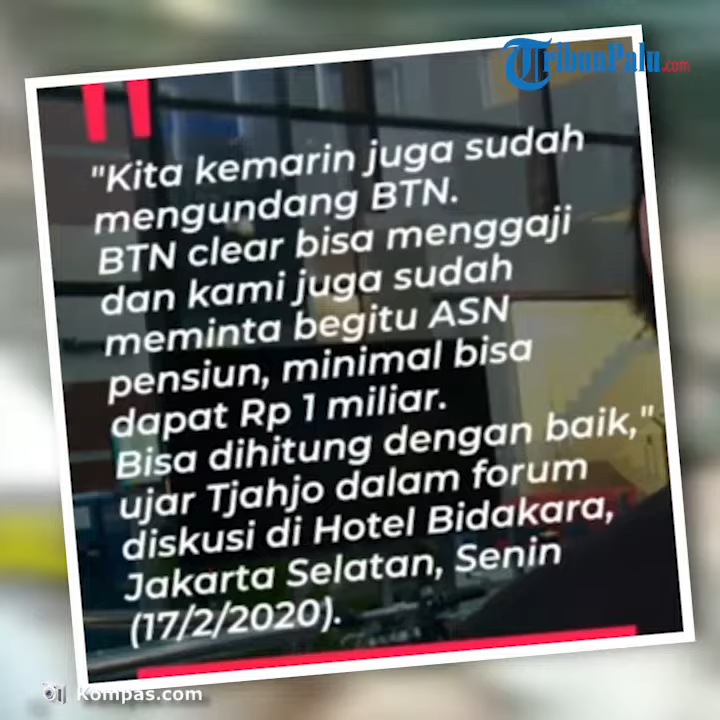 TribunPalu.com
"Kita kemarin juga sudah
mengundang BTN.
BTN clear bisa menggaji
dan kami juga sudah
meminta begitu ASN
pensiun, minimal bisa
dapat Rp 1 miliar.
Bisa dihitung dengan baik,"
ujar Tjahjo dalam forum
diskusi di Hotel Bidakara,
Jakarta Selatan, Senin
(17/2/2020).
Kompas.com